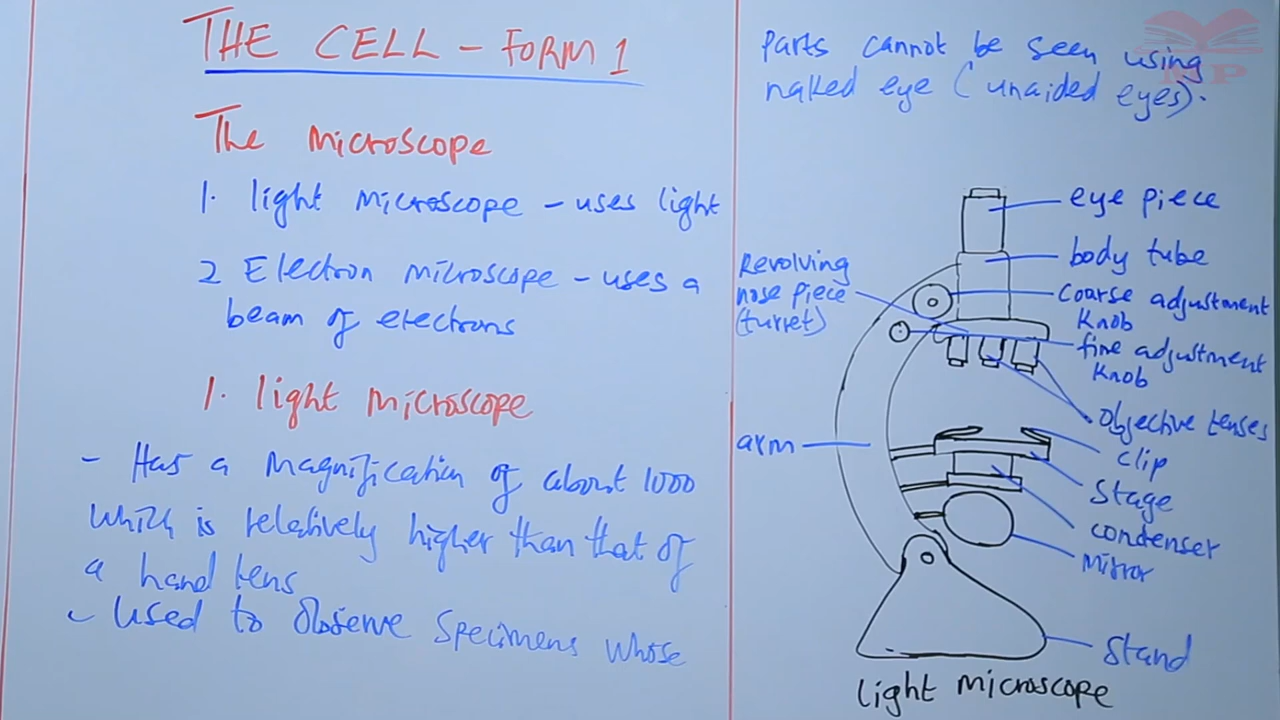 THE CELL - FORM 1
The Microscope
1. light Microscope - uses light
2 Electron microscope - uses a
beam of electrons
1. light Microscope
- Has a Magnification of about 1000
which is relatively higher than that of
a hand lens
- Used to Observe Specimens whose
parts cannot be seen using
naked eye (unaided eyes).
MP
eye piece
body tube
Revolving
nose piece
(turret)
coarse adjustment
Knob
fine adjustment
Knob
Objective lenses
arm
clip
Stage
condenser
Mirror
Stand
light microscope